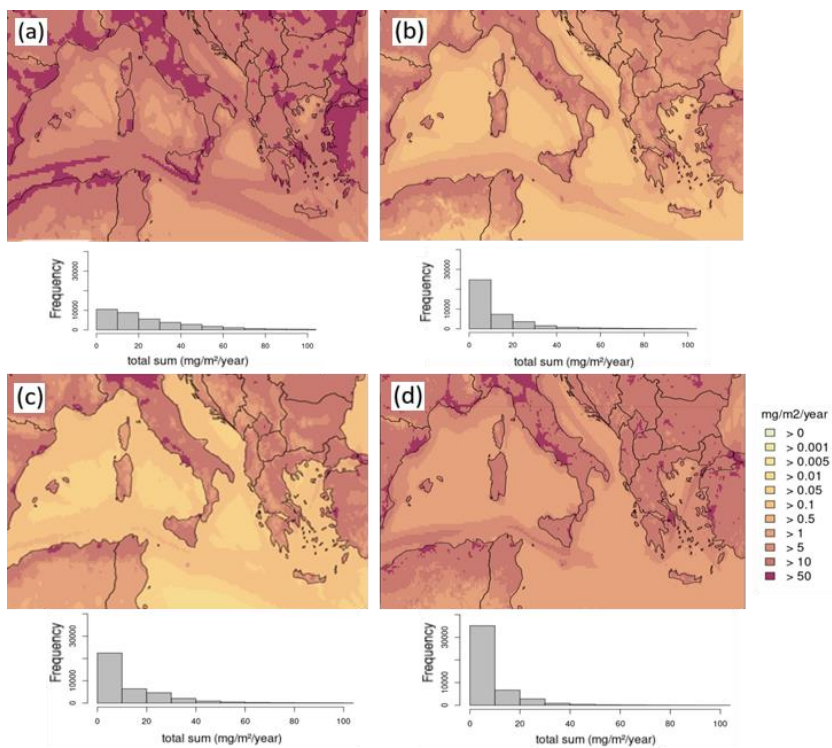 (a)
(b)
Frequency
0 10000 30000
0 20 40 60 80 100
total sum (mg/m²/year)
Frequency
0 10000 30000
0 20 40 60 80 100
total sum (mg/m²/year)
(c)
(d)
mg/m2/year
> 0
> 0.001
> 0.005
> 0.01
> 0.05
> 0.1
> 0.5
> 1
> 5
> 10
> 50
Frequency
0 10000 30000
0 20 40 60 80 100
total sum (mg/m²/year)
Frequency
0 10000 30000
0 20 40 60 80 100
total sum (mg/m²/year)